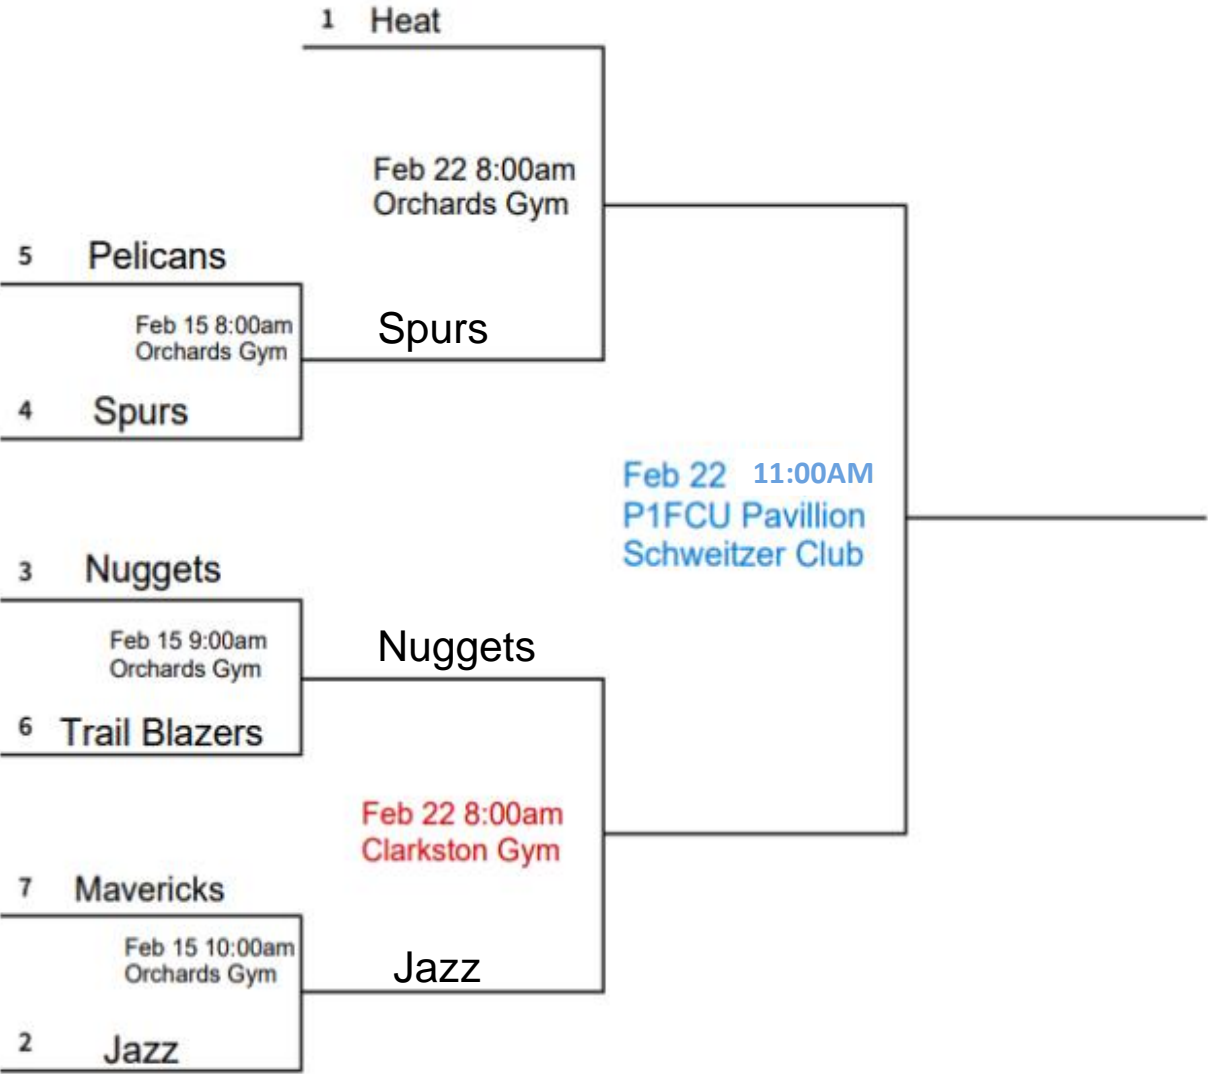 1 Heat
Feb 22 8:00am
Orchards Gym
5 Pelicans
Feb 15 8:00am
Orchards Gym
Spurs
4 Spurs
Feb 22 11:00AM
P1FCU Pavillion
Schweitzer Club
3 Nuggets
Feb 15 9:00am
Orchards Gym
Nuggets
6 Trail Blazers
Feb 22 8:00am
Clarkston Gym
7 Mavericks
Feb 15 10:00am
Orchards Gym
Jazz
2 Jazz